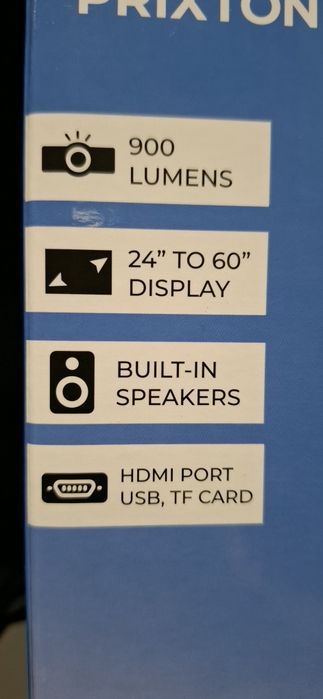 PRIXTON
900
LUMENS
24” TO 60”
DISPLAY
BUILT-IN
SPEAKERS
HDMI PORT
USB, TF CARD